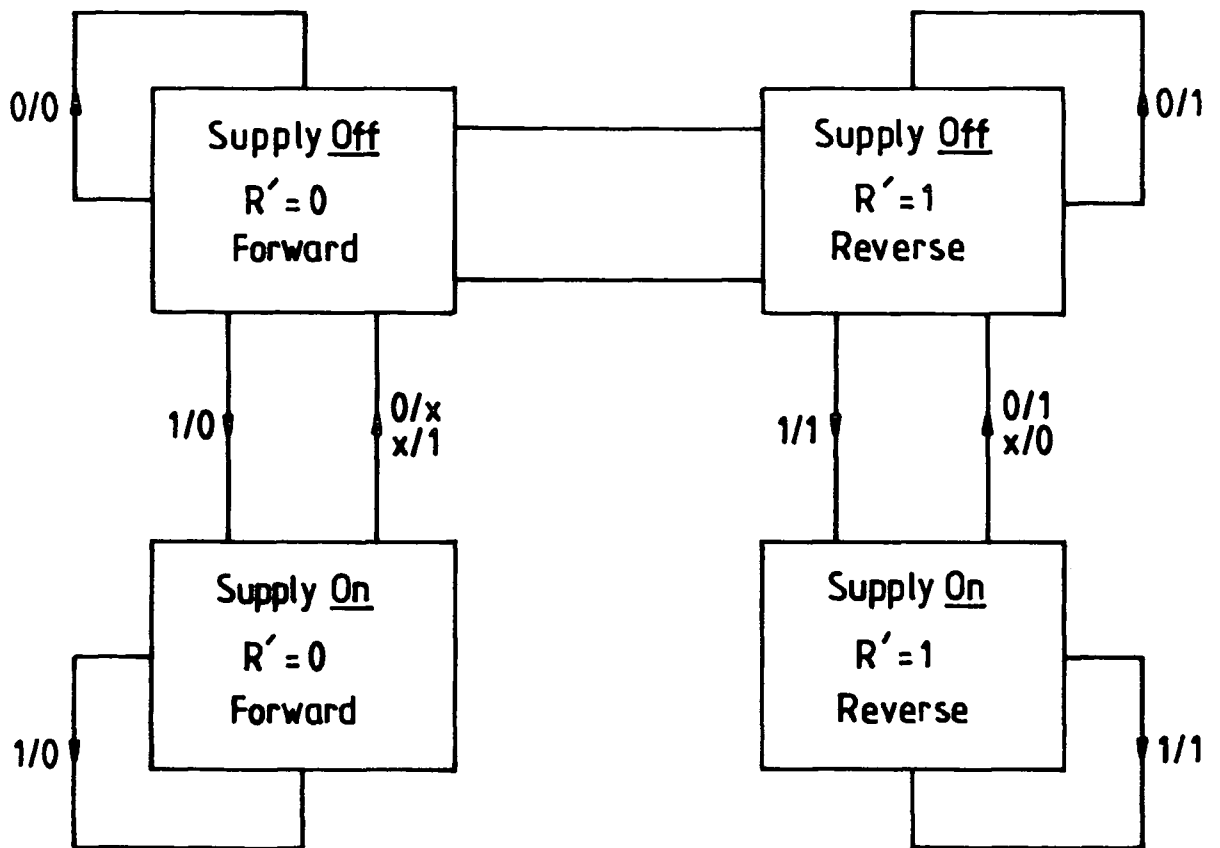 0/0
Supply Off
R′ = 0
Forward
Supply Off
R′ = 1
Reverse
0/1
1/0
0/x
x/1
1/1
0/1
x/0
Supply On
R′ = 0
Forward
Supply On
R′ = 1
Reverse
1/0
1/1